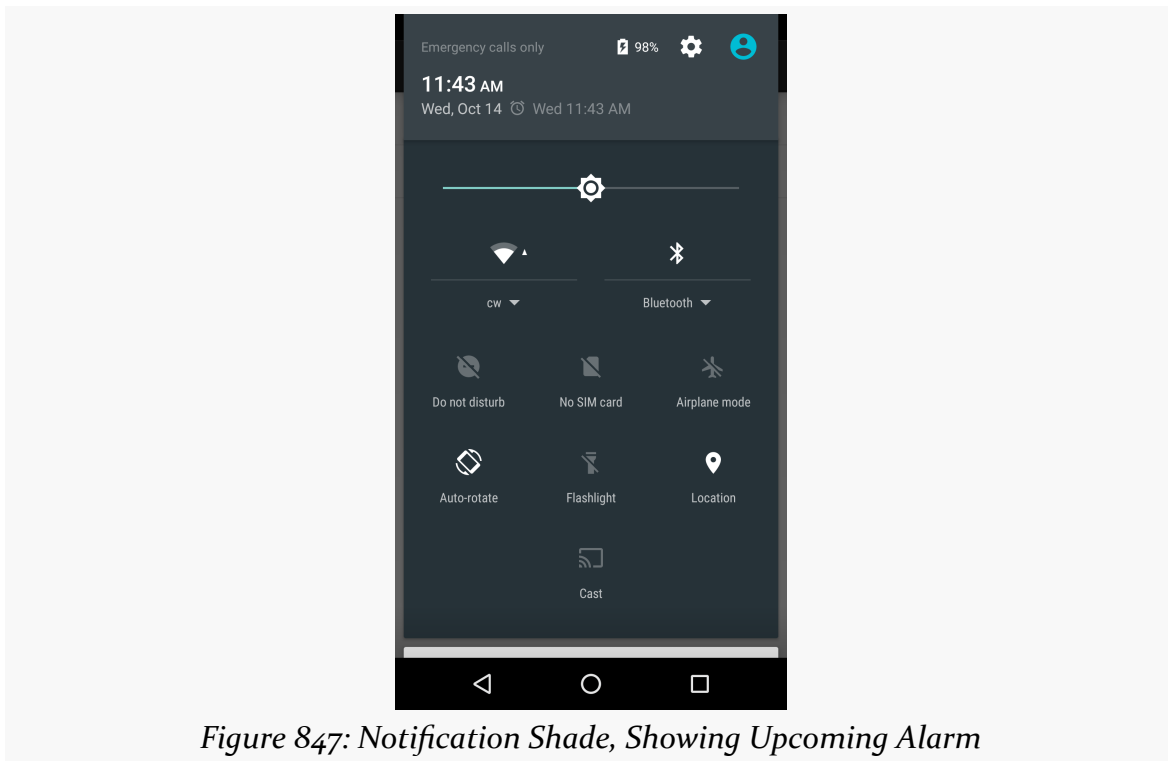 Emergency calls only 98%
11:43 AM
Wed, Oct 14 Wed 11:43 AM
cw Bluetooth
Do not disturb No SIM card Airplane mode
Auto-rotate Flashlight Location
Cast
Figure 847: Notification Shade, Showing Upcoming Alarm